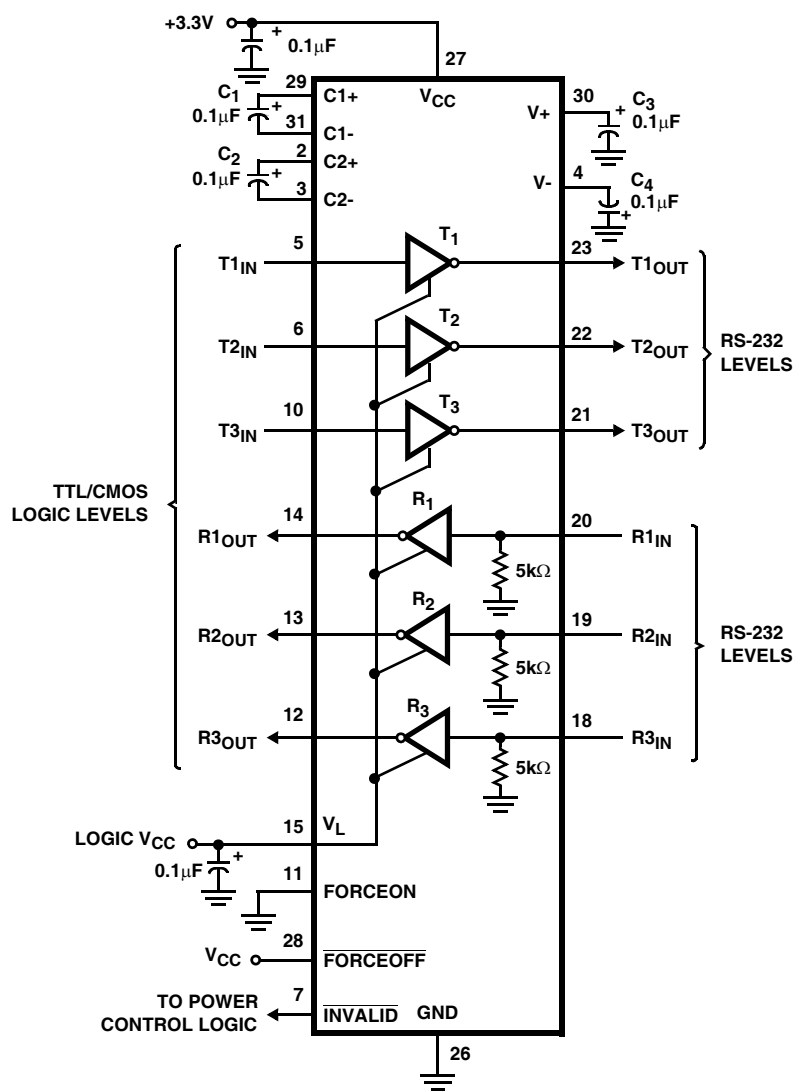 +3.3V
+
0.1μF
27
29
C1
0.1μF
+
C1+
VCC
30
V+
+
C3
0.1μF
31
C1-
2
C2
0.1μF
+
C2+
4
V-
C4
0.1μF
+
3
C2-
T1IN
5
T1
23
T1OUT
T2IN
6
T2
22
T2OUT
RS-232
LEVELS
T3IN
10
T3
21
T3OUT
TTL/CMOS
LOGIC LEVELS
R1OUT
14
R1
20
R1IN
5kΩ
R2OUT
13
R2
19
R2IN
RS-232
LEVELS
5kΩ
R3OUT
12
R3
18
R3IN
5kΩ
LOGIC VCC
15
VL
0.1μF
+
11
FORCEON
VCC
28
FORCEOFF
TO POWER
CONTROL LOGIC
7
INVALID
GND
26